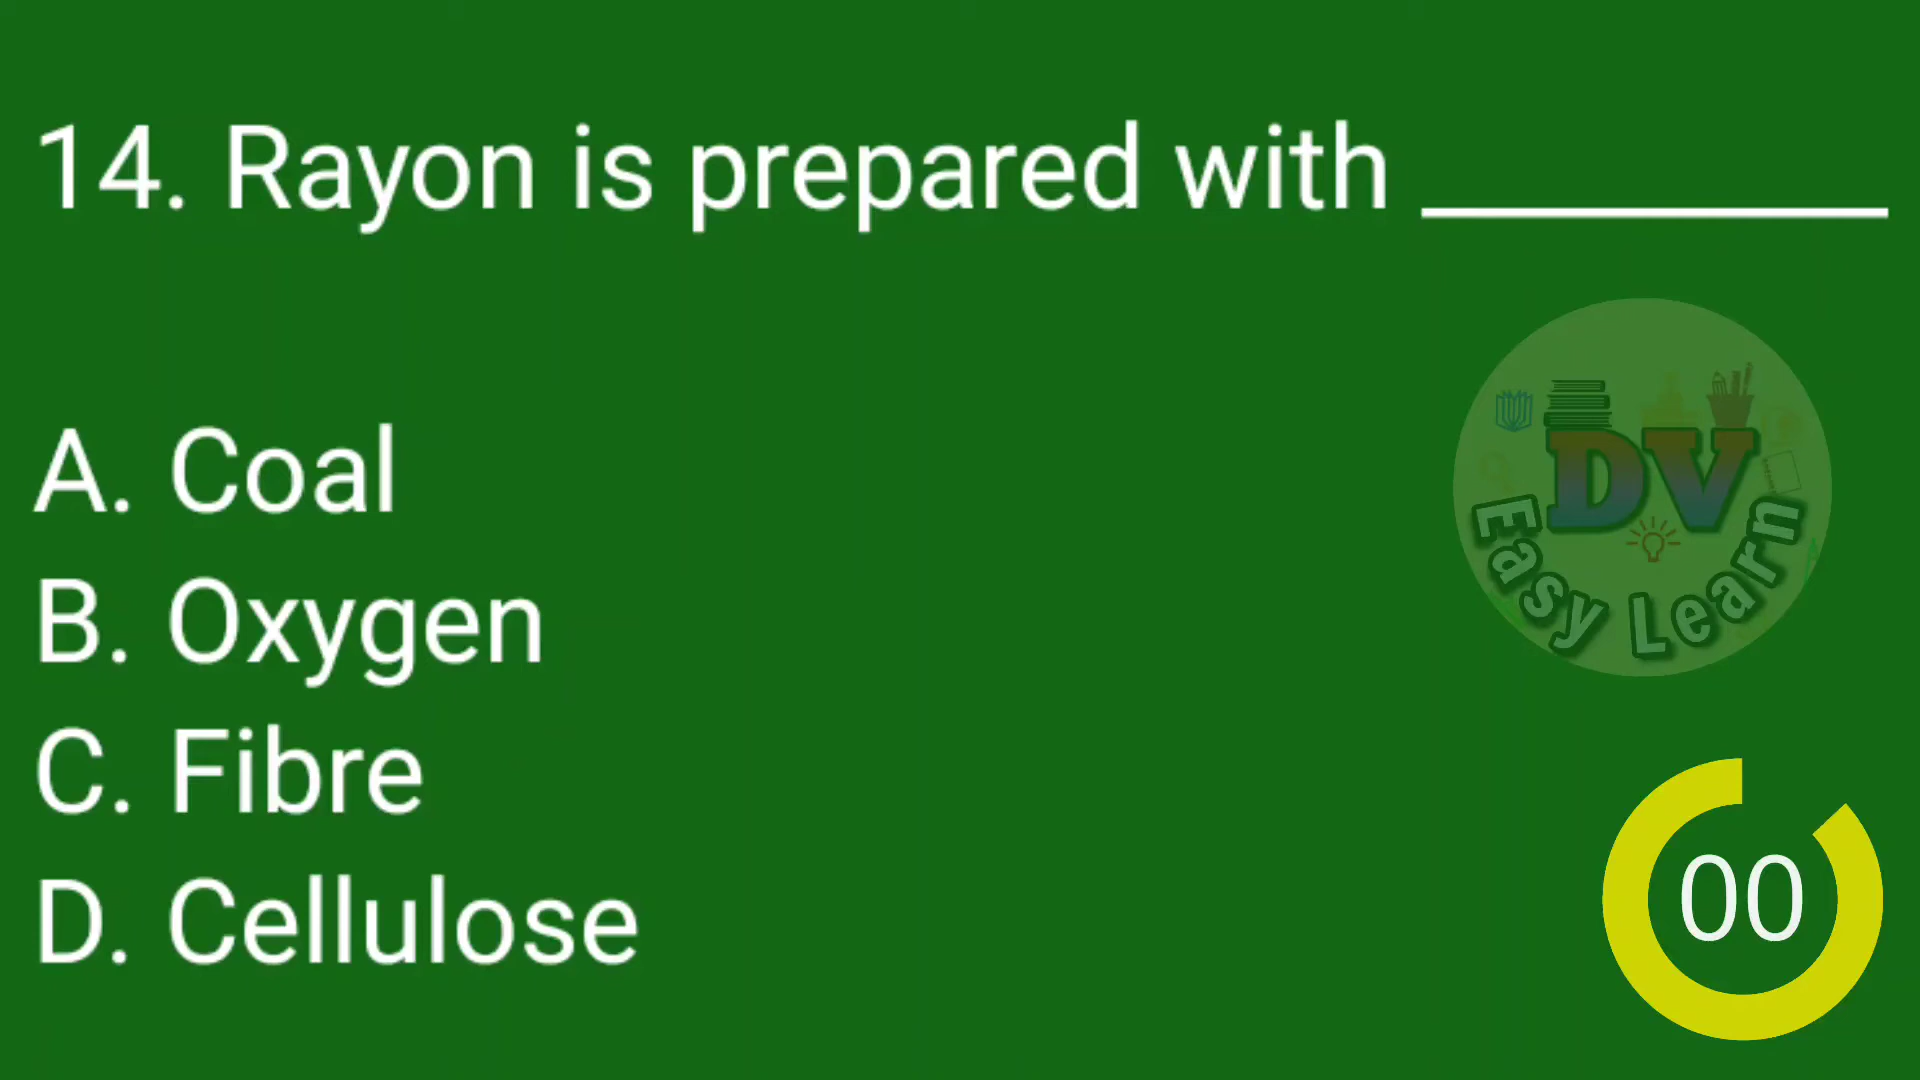 14. Rayon is prepared with ________
A. Coal
B. Oxygen
C. Fibre
D. Cellulose
DV
Easy Learn
00